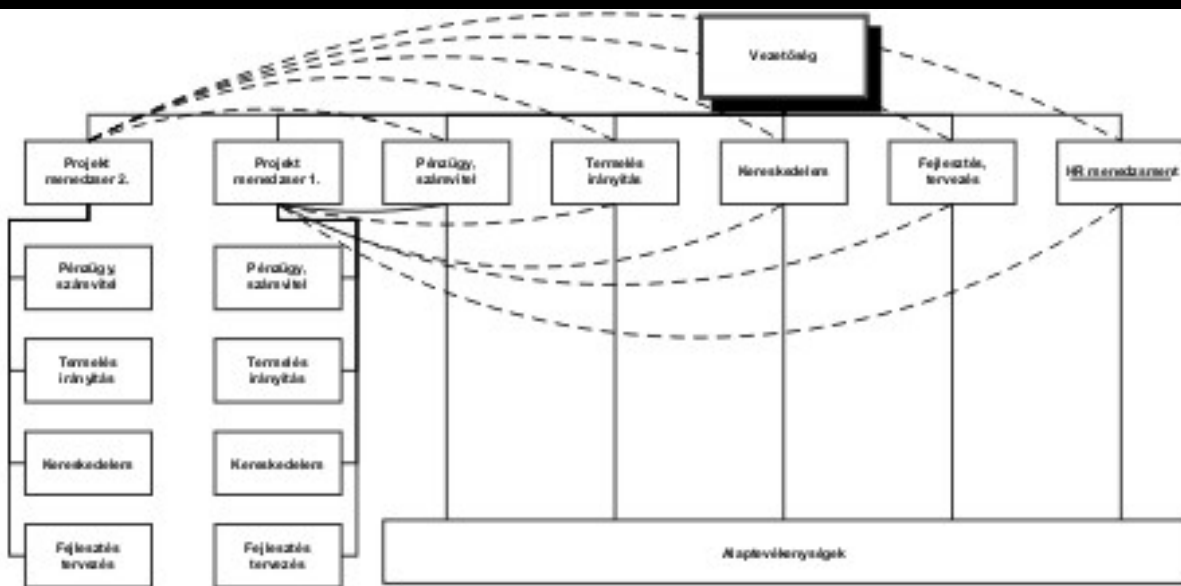 Vezetőség
Projekt
menedzser 2.
Projekt
menedzser 1.
Pénzügy,
számvitel
Termelés
irányítás
Kereskedelem
Fejlesztés,
tervezés
HR menedzsment
Pénzügy,
számvitel
Pénzügy,
számvitel
Termelés
irányítás
Termelés
irányítás
Kereskedelem
Kereskedelem
Fejlesztés
tervezés
Fejlesztés
tervezés
Alaptevékenységek